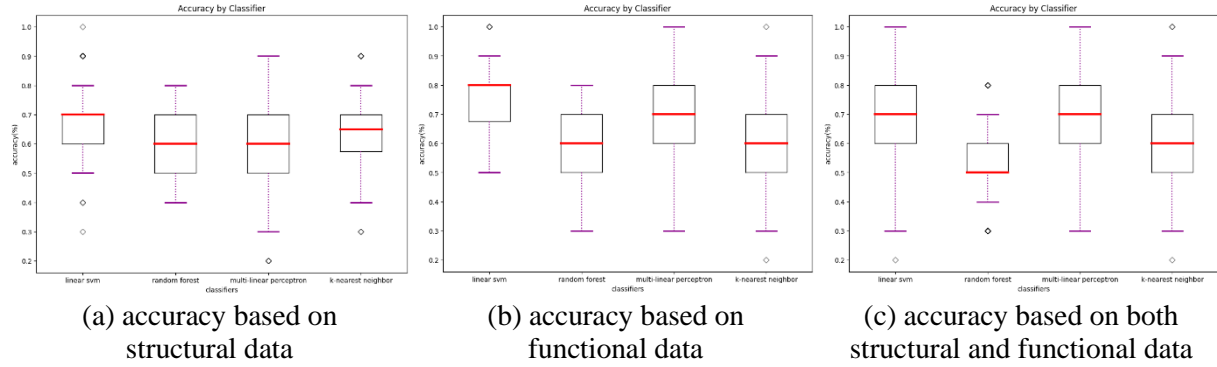 Accuracy by Classifier
accuracy(%)
1.0
0.9
0.8
0.7
0.6
0.5
0.4
0.3
0.2
linear svm random forest multi-linear perceptron k-nearest neighbor
classifiers
(a) accuracy based on
structural data
Accuracy by Classifier
accuracy(%)
1.0
0.9
0.8
0.7
0.6
0.5
0.4
0.3
0.2
linear svm random forest multi-linear perceptron k-nearest neighbor
classifiers
(b) accuracy based on
functional data
Accuracy by Classifier
accuracy(%)
1.0
0.9
0.8
0.7
0.6
0.5
0.4
0.3
0.2
linear svm random forest multi-linear perceptron k-nearest neighbor
classifiers
(c) accuracy based on both
structural and functional data